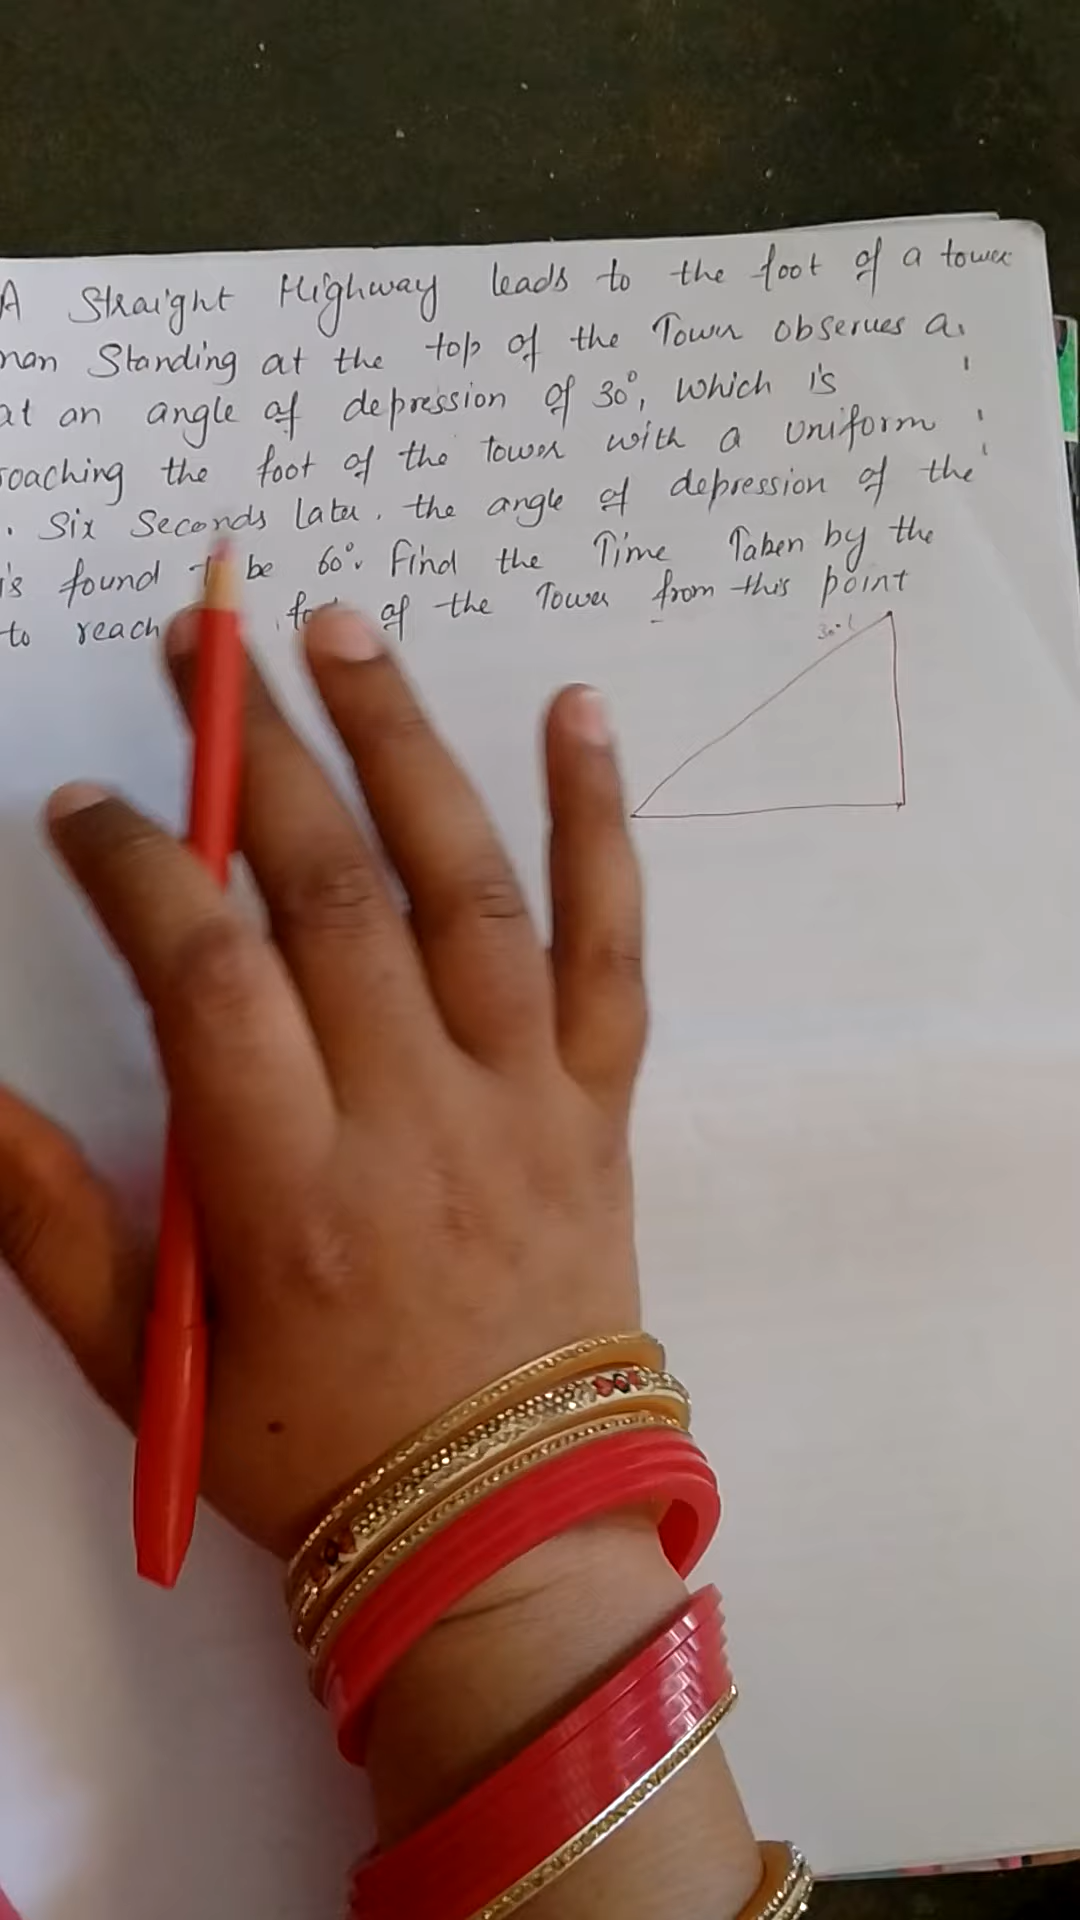 A Straight Highway leads to the foot of a tower
man Standing at the top of the Tower observes a
at an angle of depression of 30°, which is
roaching the foot of the tower with a uniform
. Six Seconds later, the angle of depression of the
is found be 60°. Find the Time Taken by the
to reach of the Tower from this point
30°